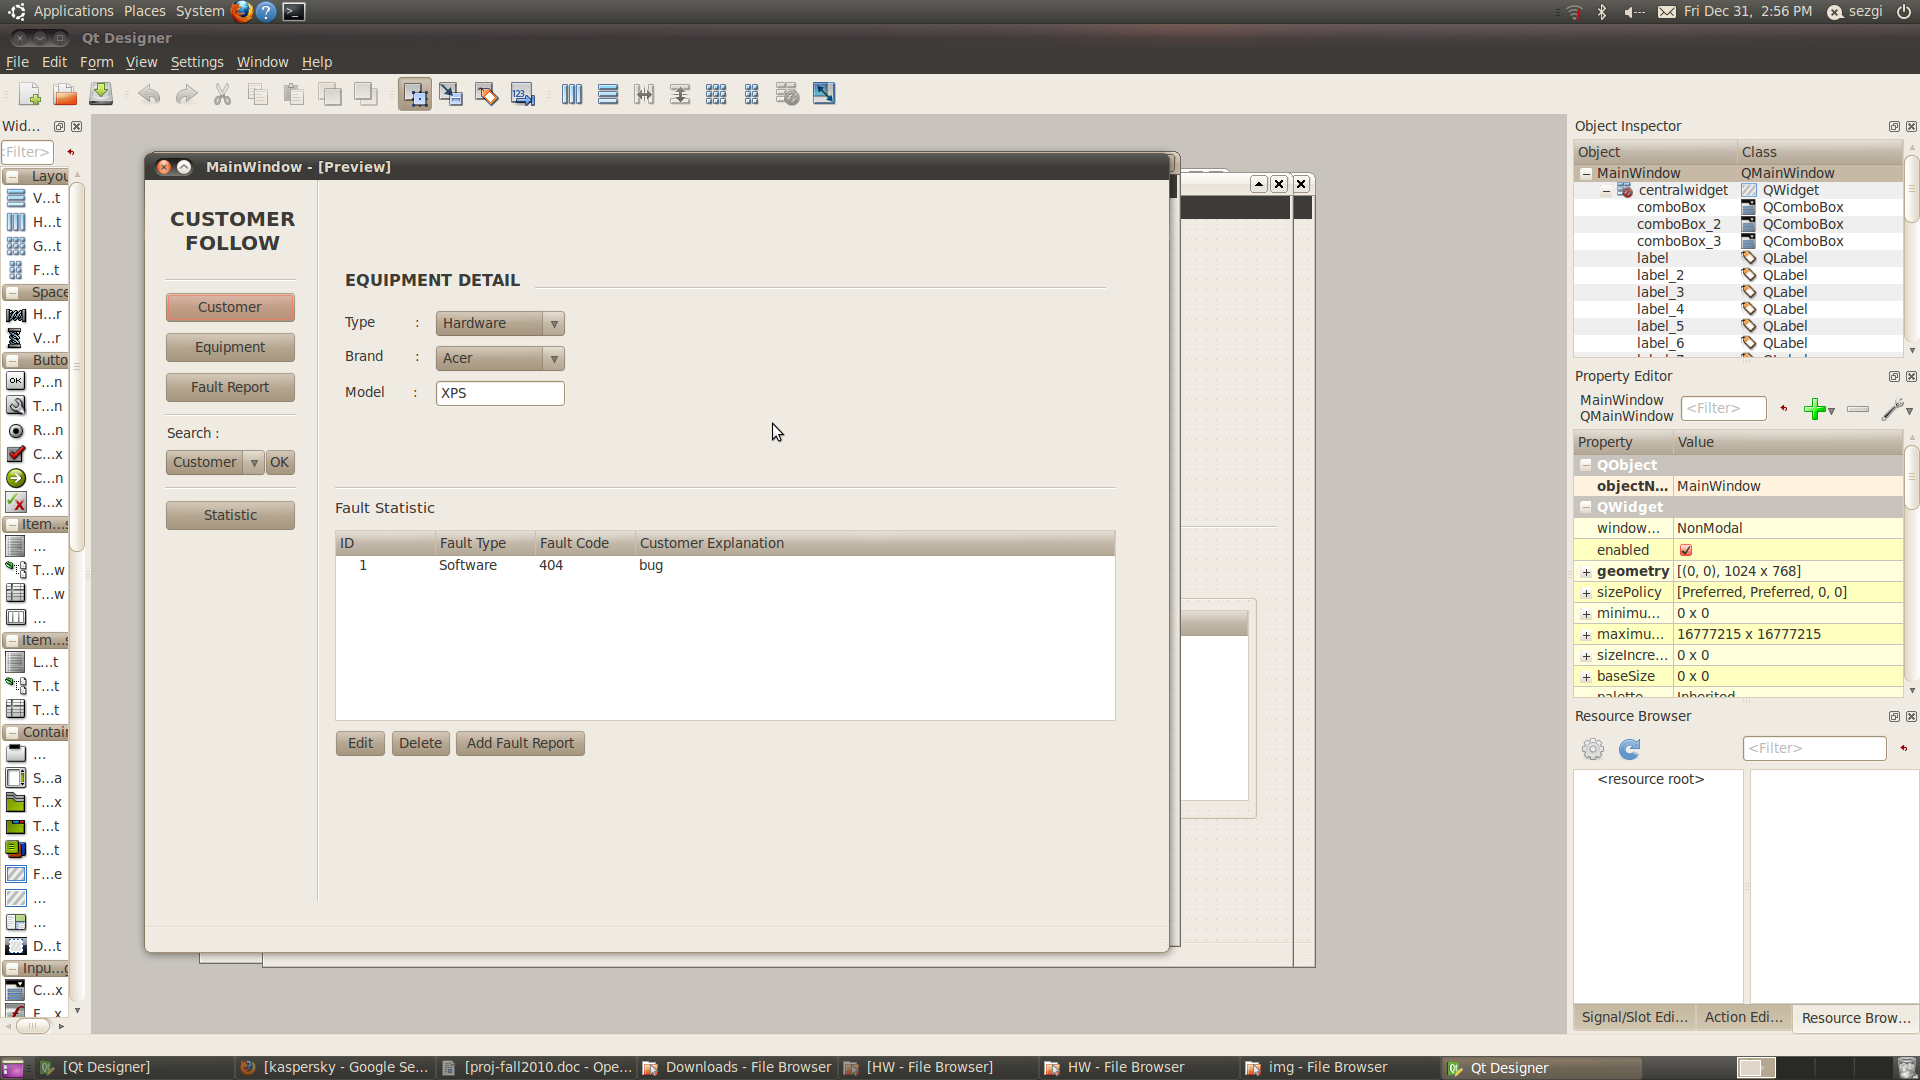 Applications Places System
Fri Dec 31, 2:56 PM sezgi
Qt Designer
File Edit Form View Settings Window Help
Wid...
<Filter>
Layou
V...t
H...t
G...t
F...t
Space
H...r
V...r
Butto
P...n
T...n
R...n
C...x
C...n
B...x
Item...s
...
T...w
T...w
...
Item...s
L...t
T...t
T...t
Contai
...
S...a
T...x
T...t
S...t
F...e
...
...
D...t
Inpu...g
C...x
F...x
MainWindow - [Preview]
CUSTOMER
FOLLOW
Customer
Equipment
Fault Report
Search :
Customer OK
Statistic
EQUIPMENT DETAIL
Type : Hardware
Brand : Acer
Model : XPS
Fault Statistic
ID Fault Type Fault Code Customer Explanation
1 Software 404 bug
Edit Delete Add Fault Report
Object Inspector
Object Class
MainWindow QMainWindow
centralwidget QWidget
comboBox QComboBox
comboBox_2 QComboBox
comboBox_3 QComboBox
label QLabel
label_2 QLabel
label_3 QLabel
label_4 QLabel
label_5 QLabel
label_6 QLabel
Property Editor
MainWindow
QMainWindow
<Filter>
Property Value
QObject
objectN... MainWindow
QWidget
window... NonModal
enabled
geometry [(0, 0), 1024 x 768]
sizePolicy [Preferred, Preferred, 0, 0]
minimu... 0 x 0
maximu... 16777215 x 16777215
sizeIncre... 0 x 0
baseSize 0 x 0
palette Inherited
Resource Browser
<Filter>
<resource root>
Signal/Slot Edi... Action Edi... Resource Brow...
[Qt Designer] [kaspersky - Google Se... [proj-fall2010.doc - Ope... Downloads - File Browser [HW - File Browser] HW - File Browser img - File Browser Qt Designer